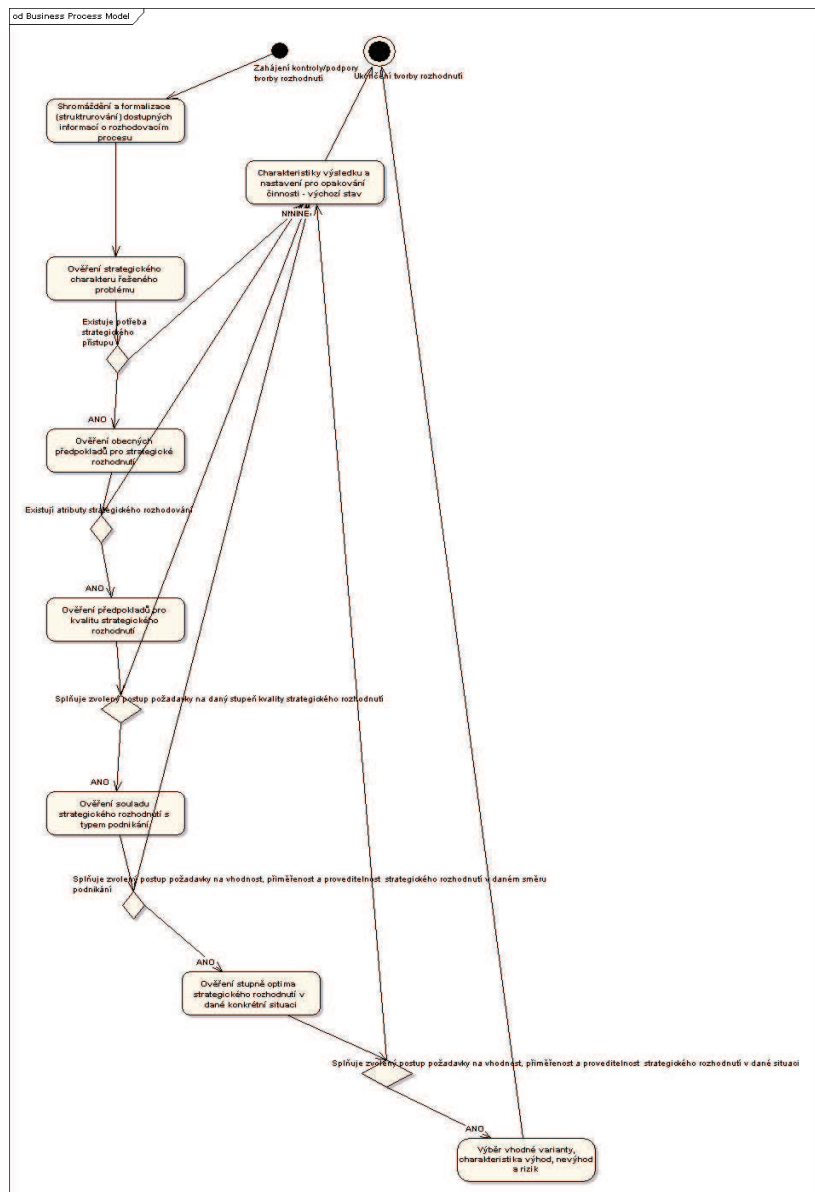 od Business Process Model
Zahájení kontroly/podpory
tvorby rozhodnutí
Ukončení tvorby rozhodnutí
Shromáždění a formalizace
(struktrurování) dostupných
informací o rozhodovacím
procesu
Charakteristiky výsledku a
nastavení pro opakování
činnosti - výchozí stav
Ověření strategického
charakteru řešeného
problému
Existuje potřeba
strategického
přístupu
ANO
Ověření obecných
předpokladů pro strategické
rozhodnutí
Existují atributy strategického rozhodování
ANO
Ověření předpokladů pro
kvalitu strategického
rozhodnutí
Splňuje zvolený postup požadavky na daný stupeň kvality strategického rozhodnutí
ANO
Ověření souladu
strategického rozhodnutí s
typem podnikání
Splňuje zvolený postup požadavky na vhodnost, přiměřenost a proveditelnost strategického rozhodnutí v daném směru
podnikání
ANO
Ověření stupně optima
strategického rozhodnutí v
dané konkrétní situaci
Splňuje zvolený postup požadavky na vhodnost, přiměřenost a proveditelnost strategického rozhodnutí v dané situaci
ANO
Výběr vhodné varianty,
charakteristika výhod, nevýhod
a rizik